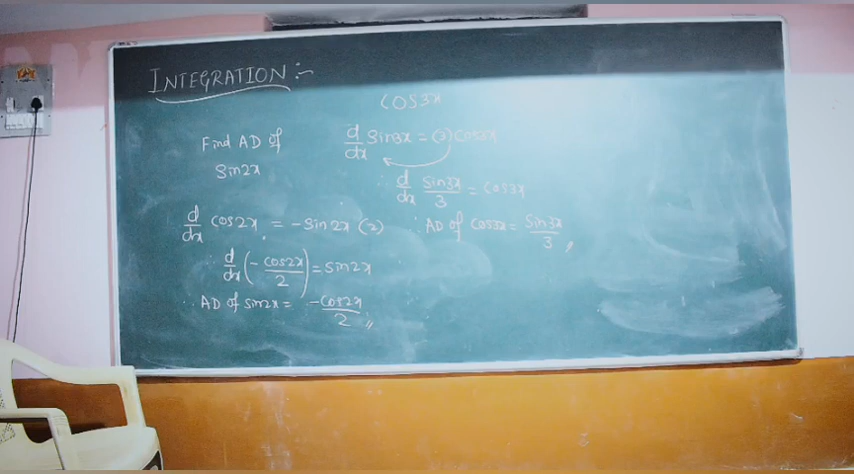 INTEGRATION :-
Find AD of
Sin2x
d/dx cos2x = - sin2x (2)
∴ d/dx (- cos2x/2) = sin2x
∴ AD of sin2x = - cos2x/2 //
cos3x
d/dx sin3x = (3)cos3x
∴ d/dx sin3x/3 = cos3x
∴ AD of cos3x = sin3x/3 //